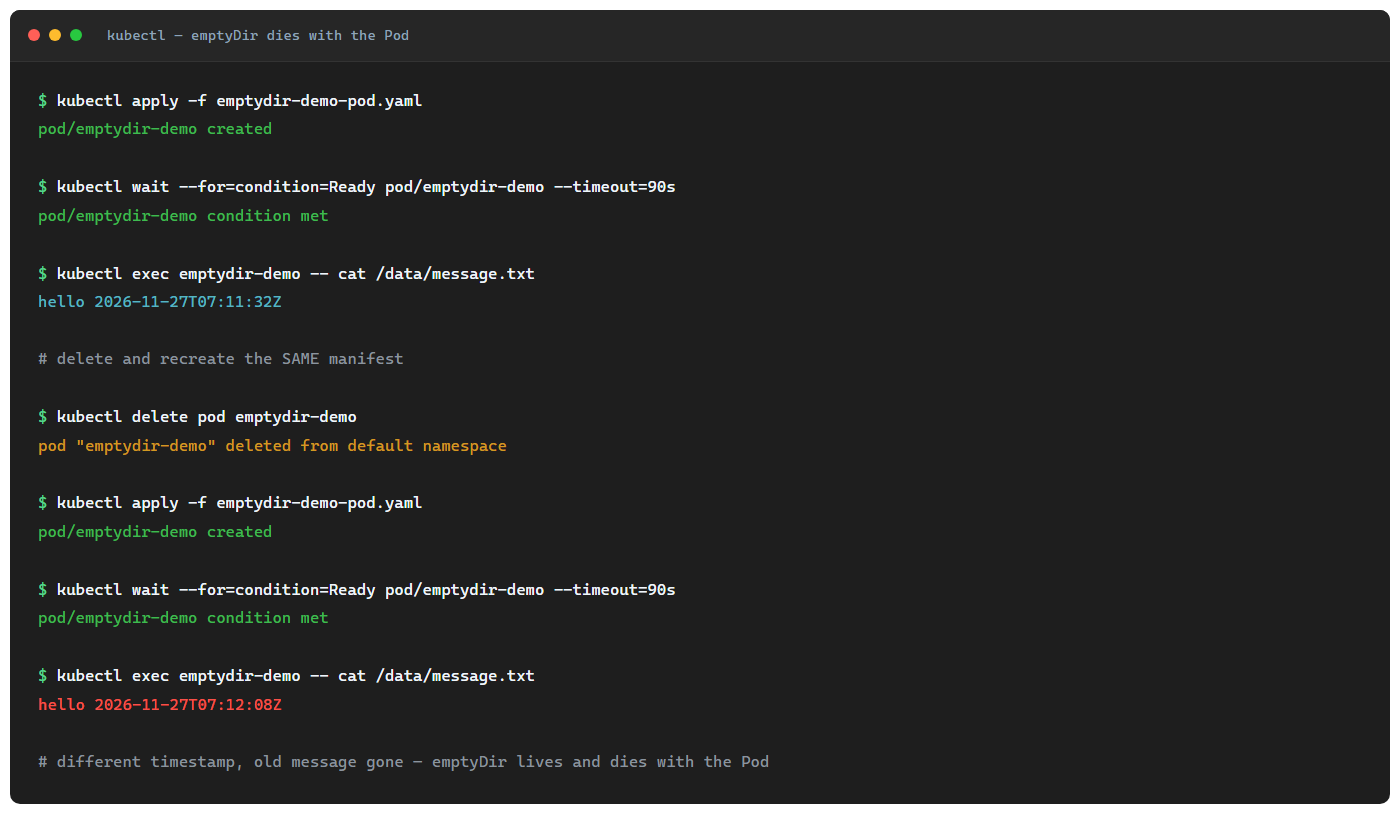 kubectl — emptyDir dies with the Pod
$ kubectl apply -f emptydir-demo-pod.yaml
pod/emptydir-demo created
$ kubectl wait --for=condition=Ready pod/emptydir-demo --timeout=90s
pod/emptydir-demo condition met
$ kubectl exec emptydir-demo -- cat /data/message.txt
hello 2026-11-27T07:11:32Z
# delete and recreate the SAME manifest
$ kubectl delete pod emptydir-demo
pod "emptydir-demo" deleted from default namespace
$ kubectl apply -f emptydir-demo-pod.yaml
pod/emptydir-demo created
$ kubectl wait --for=condition=Ready pod/emptydir-demo --timeout=90s
pod/emptydir-demo condition met
$ kubectl exec emptydir-demo -- cat /data/message.txt
hello 2026-11-27T07:12:08Z
# different timestamp, old message gone — emptyDir lives and dies with the Pod